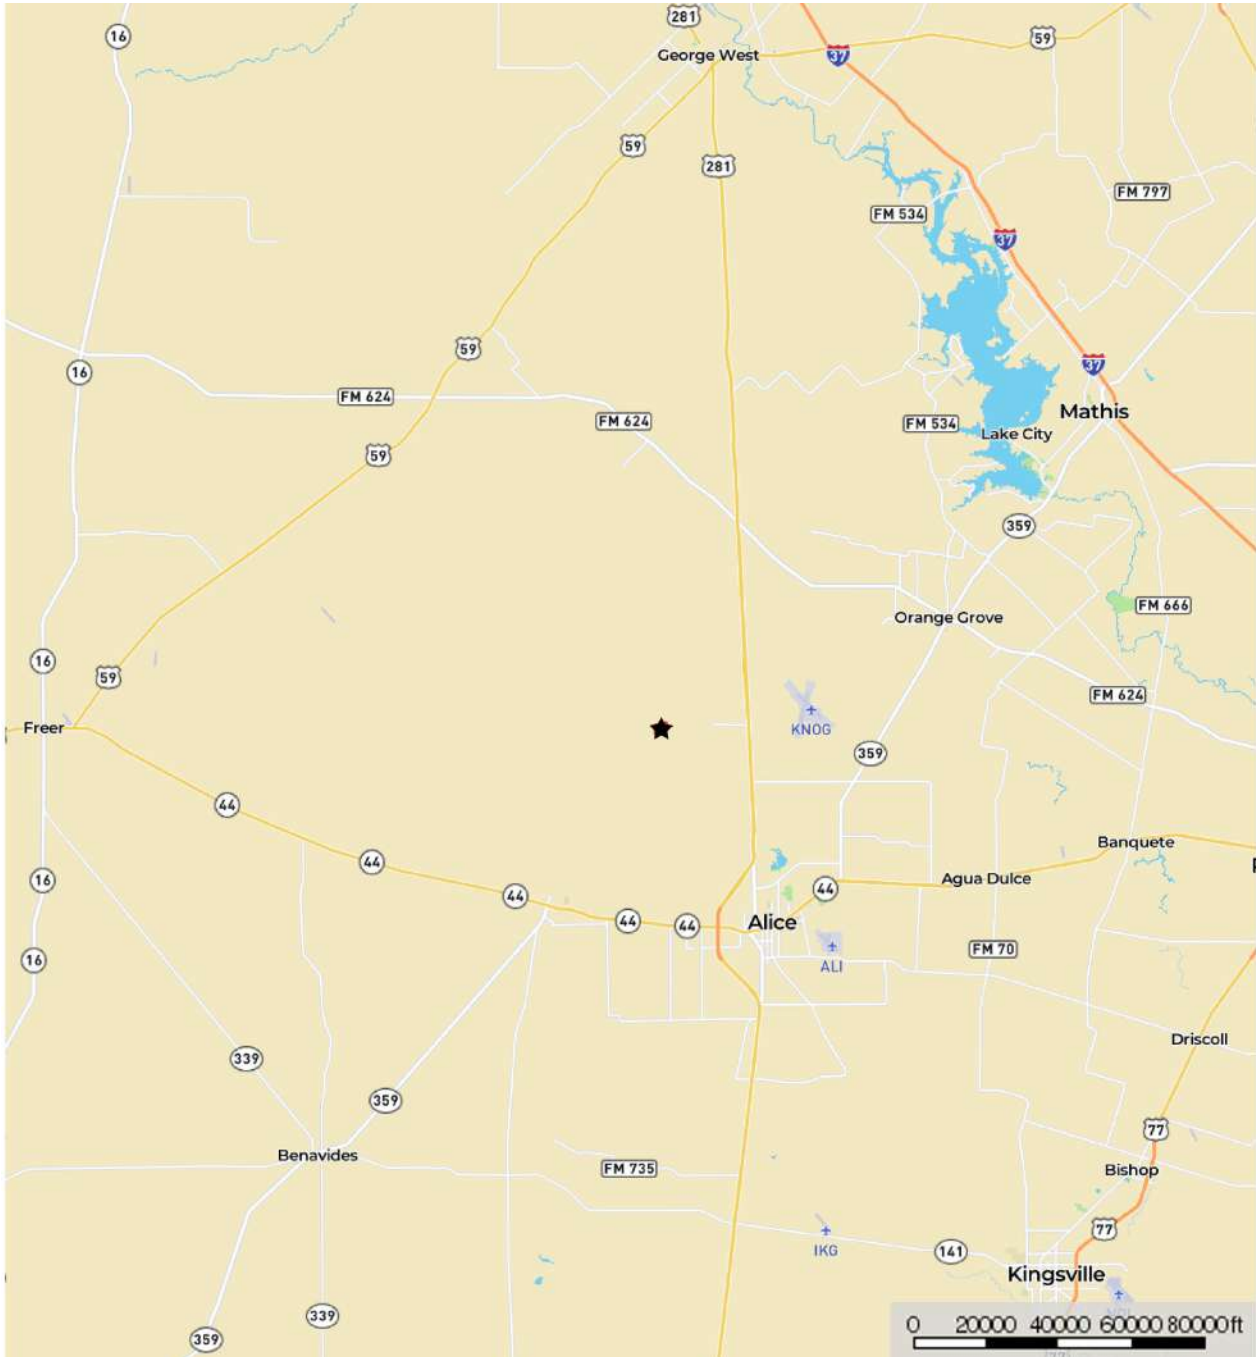 281
16
59
George West
37
59
281
FM 797
FM 534
37
59
37
16
FM 624
Mathis
FM 624
FM 534
Lake City
59
359
FM 666
Orange Grove
16
59
FM 624
KNOG
Freer
359
44
Banquete
44
16
Agua Dulce
44
44
44
44
Alice
FM 70
16
ALI
Driscoll
339
359
77
Benavides
FM 735
Bishop
77
IKG
141
Kingsville
339
359
0 20000 40000 60000 80000 ft